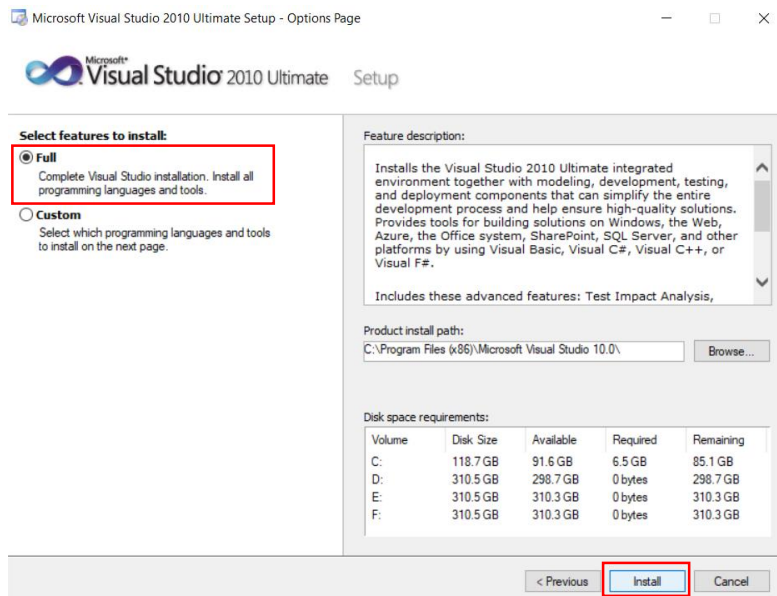 Microsoft Visual Studio 2010 Ultimate Setup - Options Page
Microsoft®
Visual Studio® 2010 Ultimate Setup
Select features to install:
Full
Complete Visual Studio installation. Install all
programming languages and tools.
Custom
Select which programming languages and tools
to install on the next page.
Feature description:
Installs the Visual Studio 2010 Ultimate integrated
environment together with modeling, development, testing,
and deployment components that can simplify the entire
development process and help ensure high-quality solutions.
Provides tools for building solutions on Windows, the Web,
Azure, the Office system, SharePoint, SQL Server, and other
platforms by using Visual Basic, Visual C#, Visual C++, or
Visual F#.
Includes these advanced features: Test Impact Analysis,
Product install path:
C:\Program Files (x86)\Microsoft Visual Studio 10.0\
Browse...
Disk space requirements:
Volume Disk Size Available Required Remaining
C: 118.7 GB 91.6 GB 6.5 GB 85.1 GB
D: 310.5 GB 298.7 GB 0 bytes 298.7 GB
E: 310.5 GB 310.3 GB 0 bytes 310.3 GB
F: 310.5 GB 310.3 GB 0 bytes 310.3 GB
< Previous Install Cancel